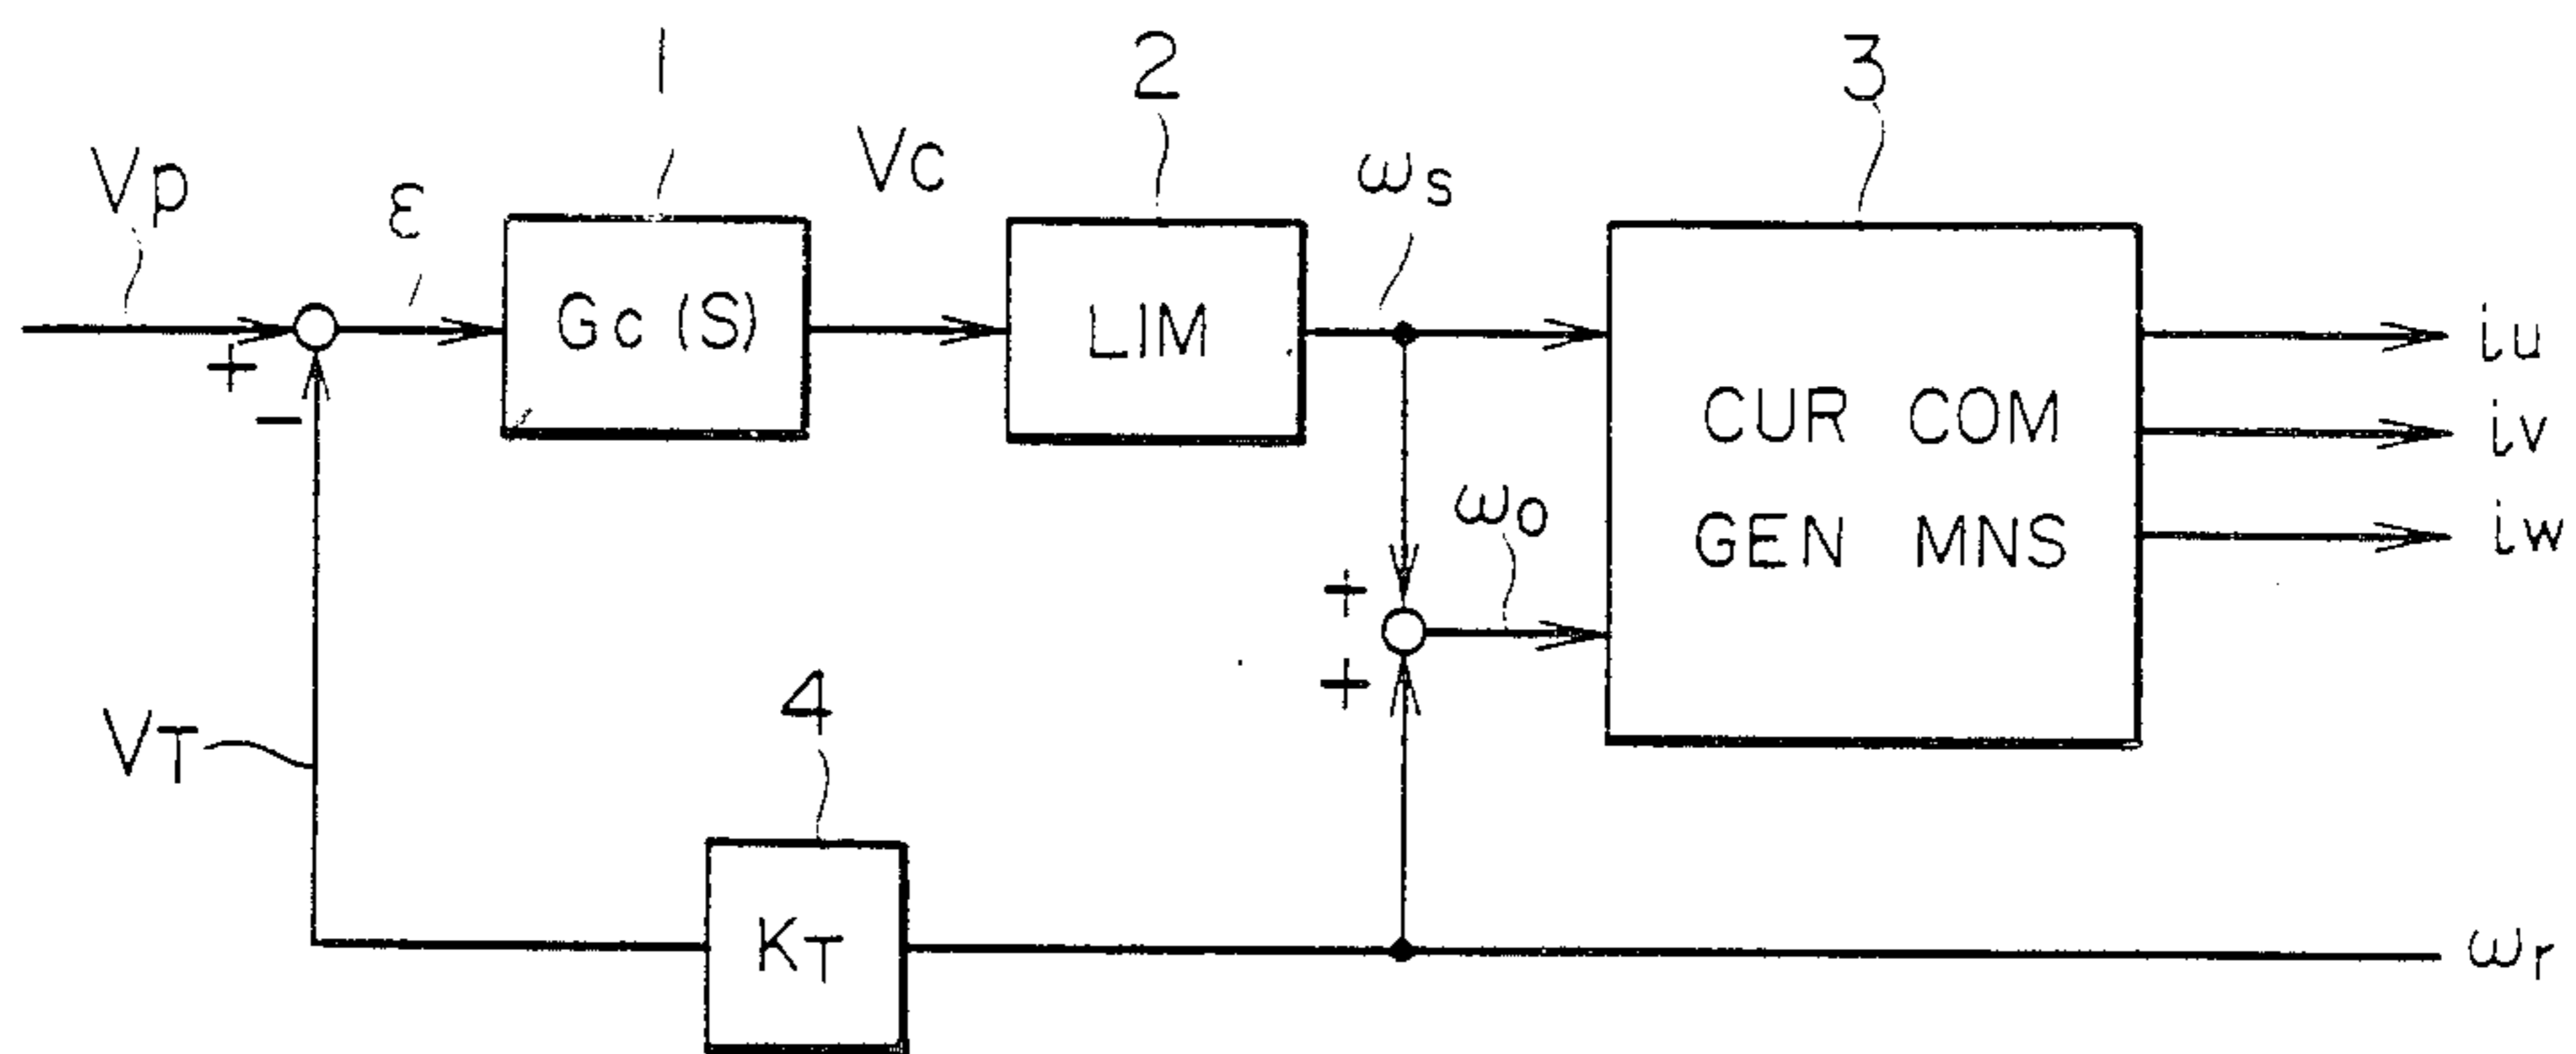 1
2
3
Vp
ε
Vc
ωs
Gc (S)
LIM
CUR COM
GEN MNS
iu
iv
iw
+
-
ωo
+
+
VT
4
KT
ωr